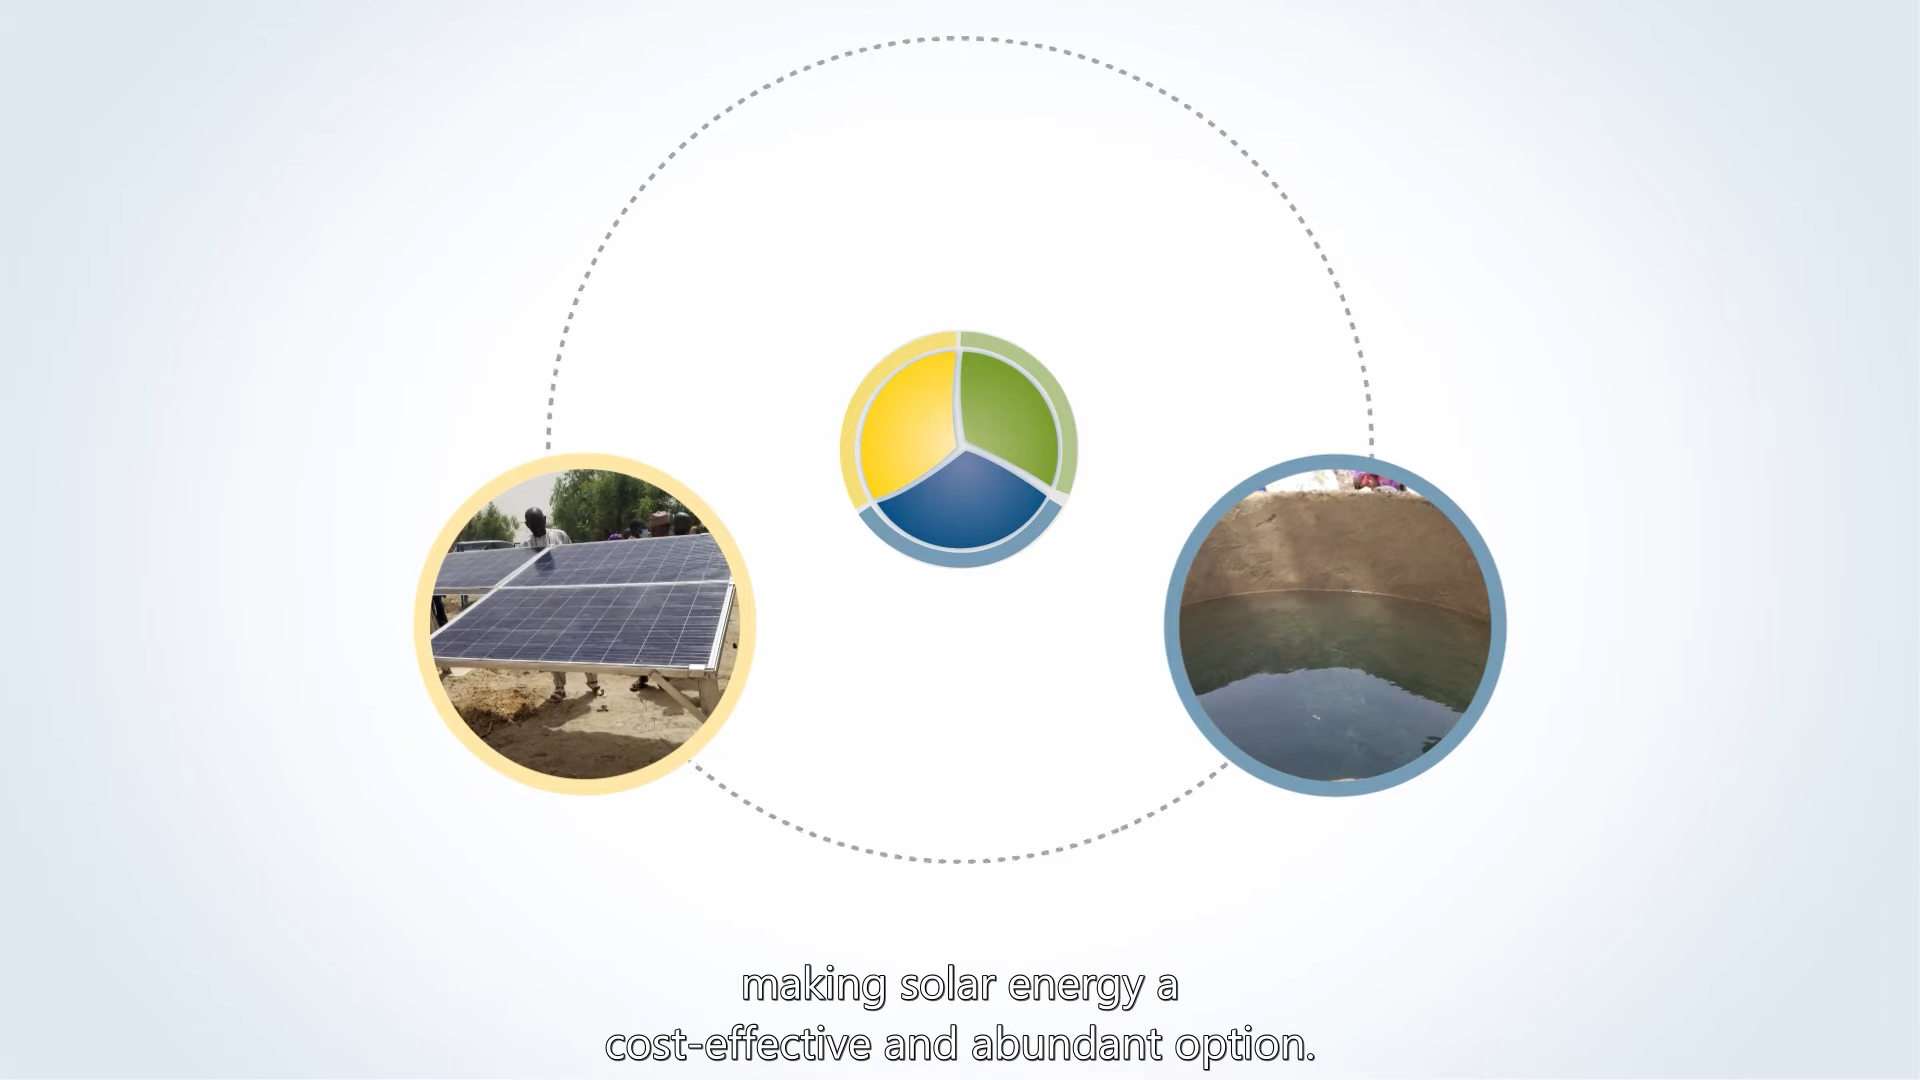 making solar energy a
cost-effective and abundant option.